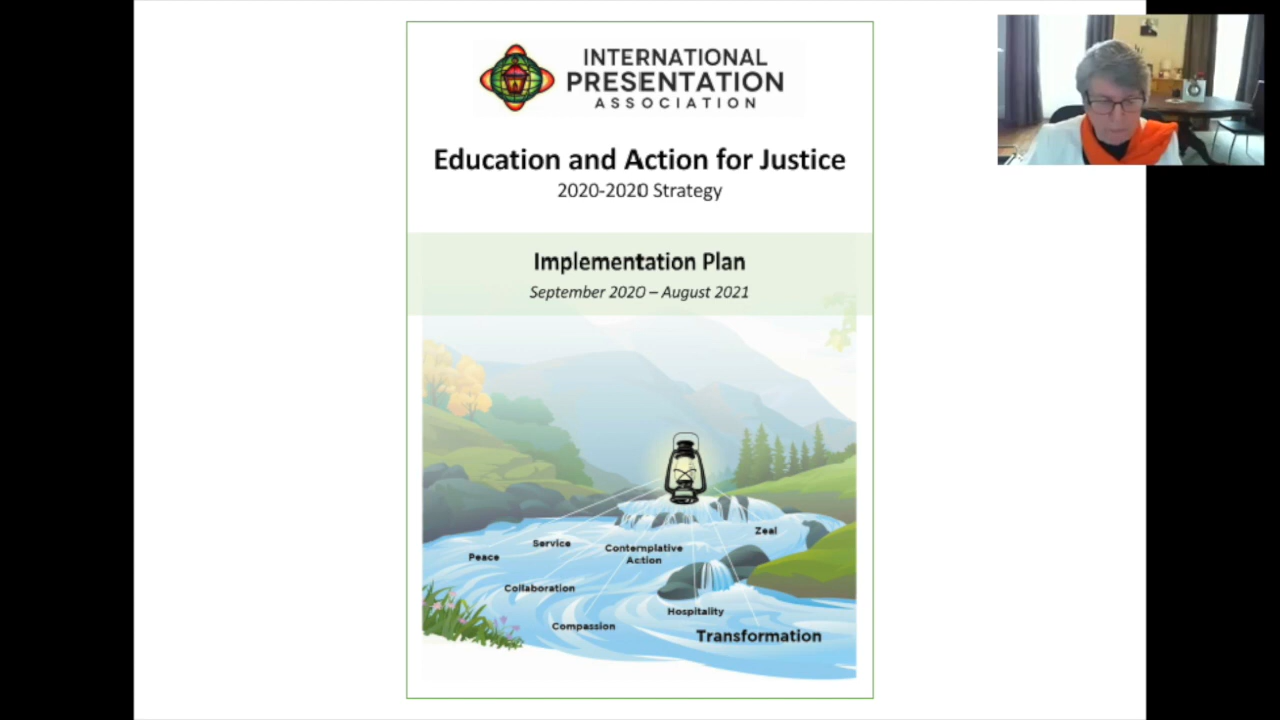 INTERNATIONAL
PRESENTATION
ASSOCIATION
Education and Action for Justice
2020-2020 Strategy
Implementation Plan
September 2020 – August 2021
Zeal
Service
Contemplative
Action
Peace
Collaboration
Hospitality
Compassion
Transformation